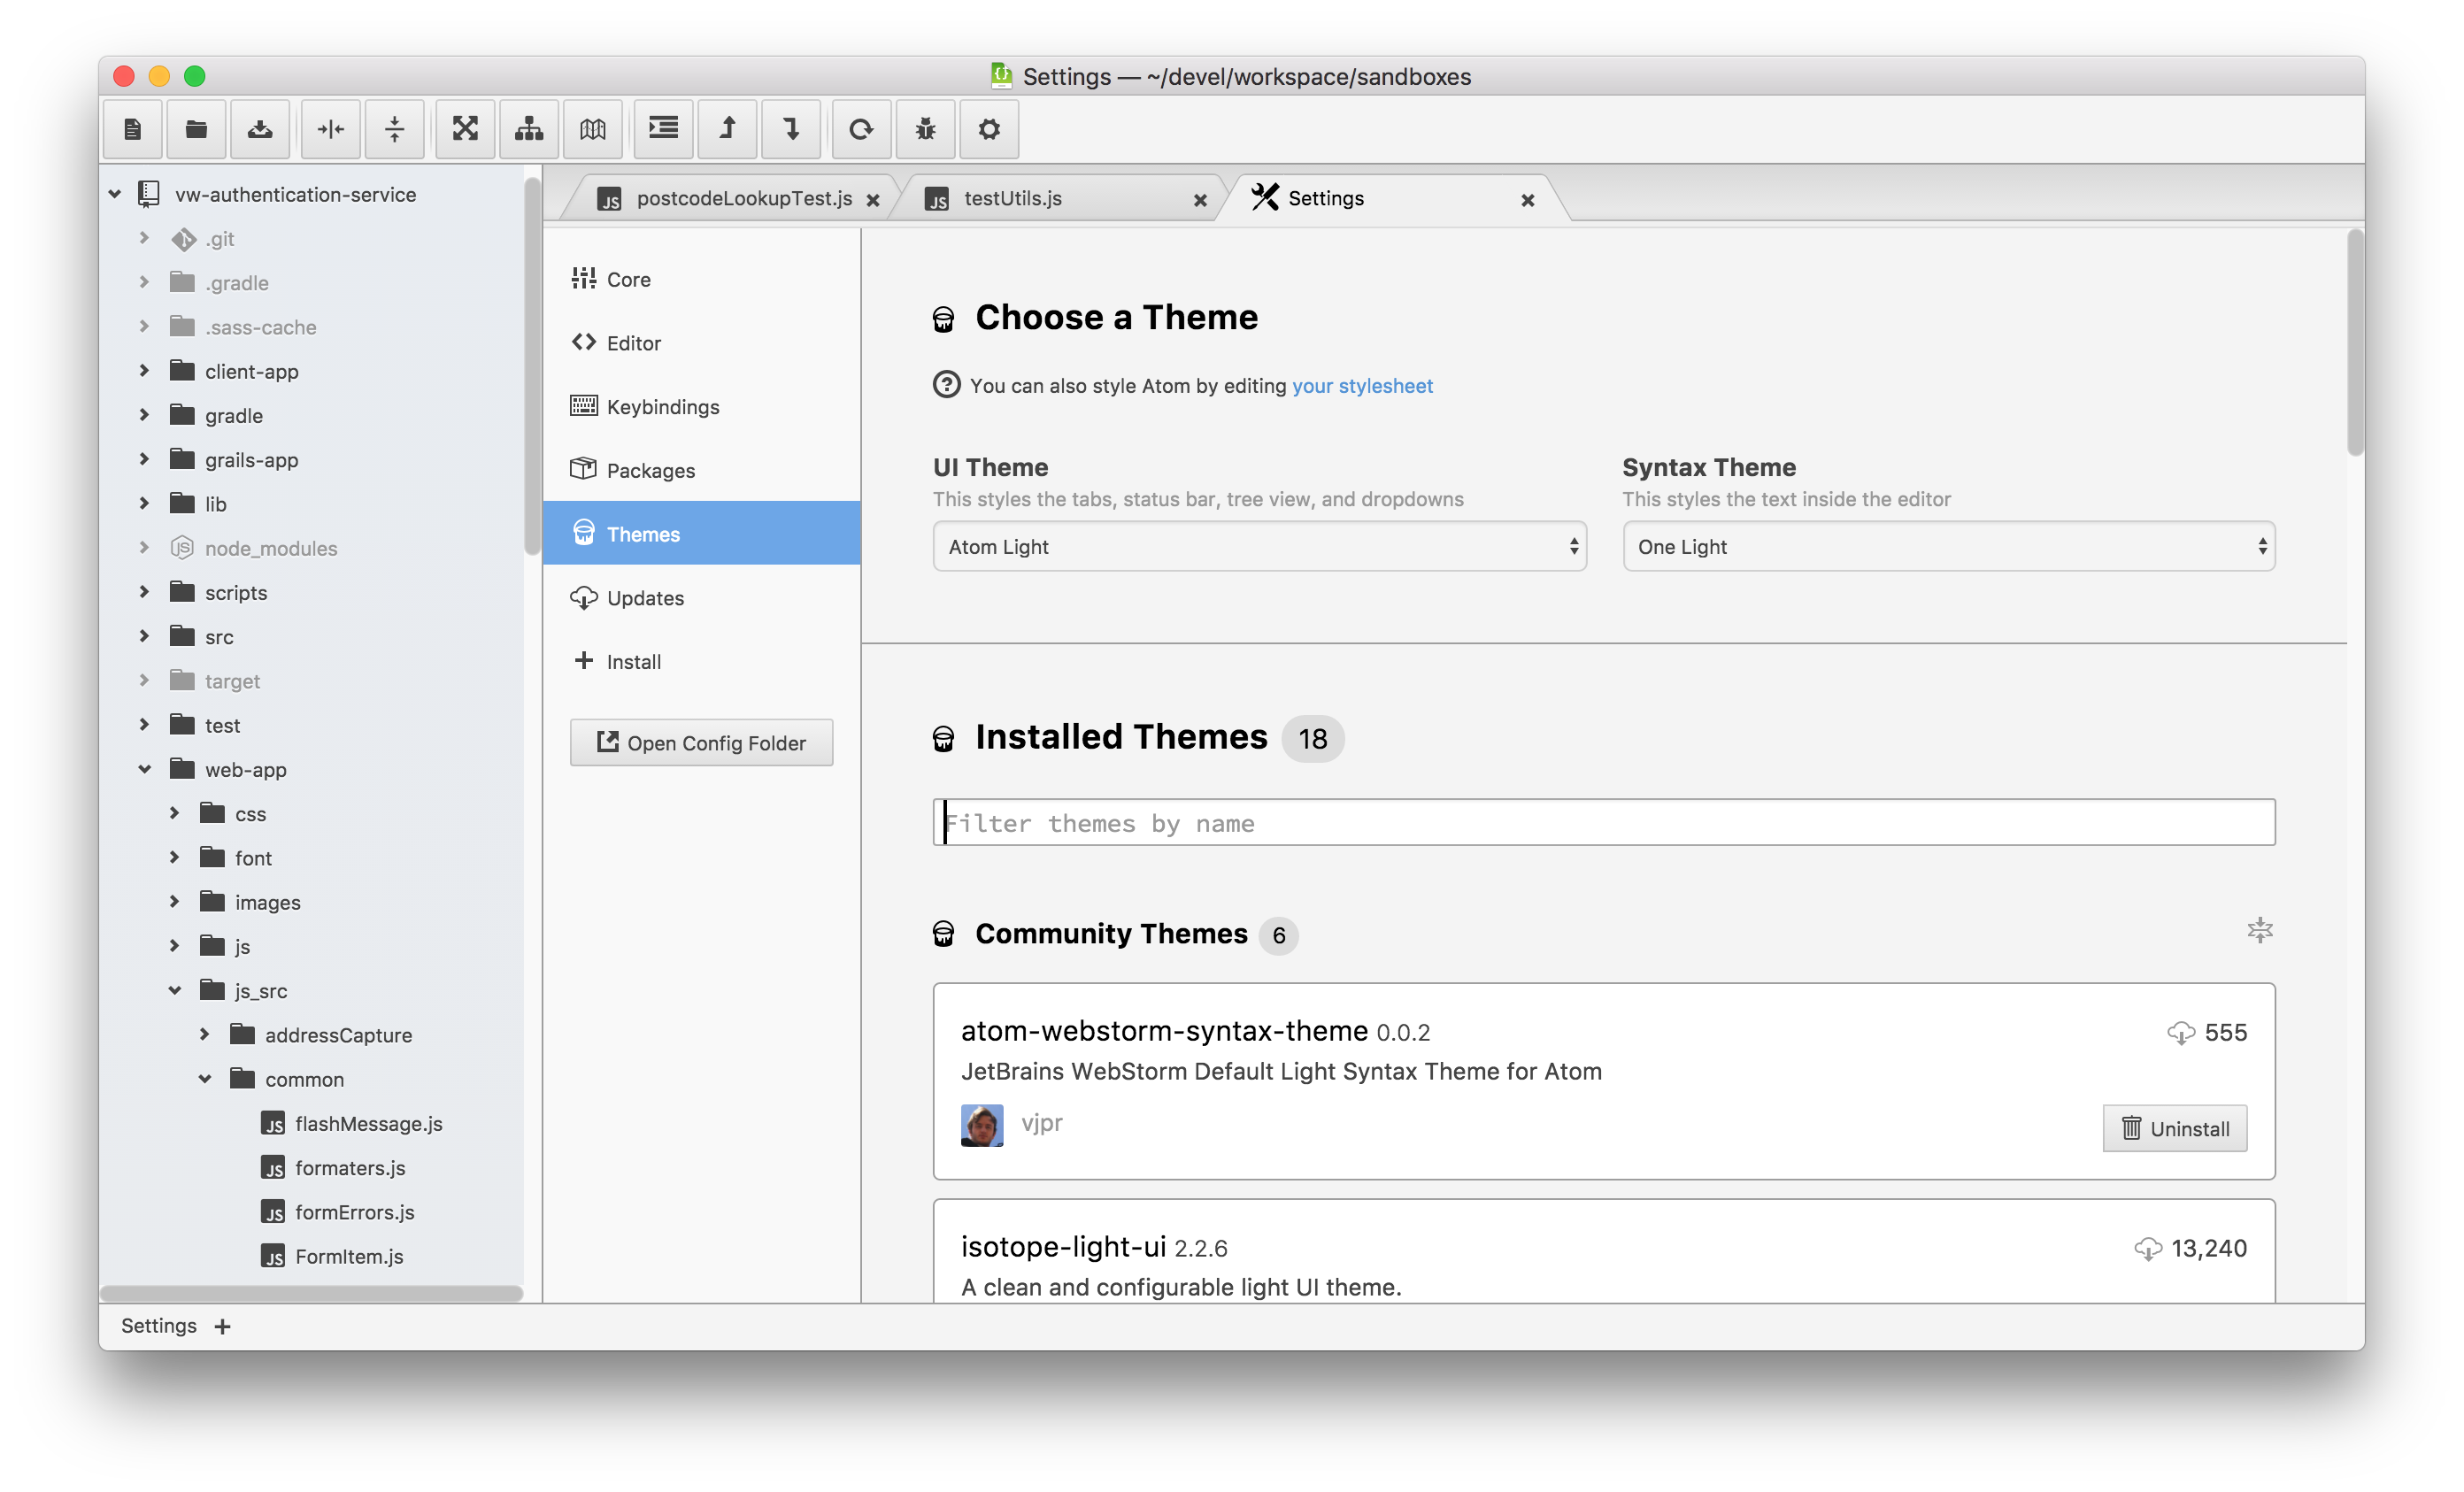 Settings — ~/devel/workspace/sandboxes
vw-authentication-service
.git
.gradle
.sass-cache
client-app
gradle
grails-app
lib
node_modules
scripts
src
target
test
web-app
css
font
images
js
js_src
addressCapture
common
JS flashMessage.js
JS formaters.js
JS formErrors.js
JS FormItem.js
JS postcodeLookupTest.js
JS testUtils.js
Settings
Core
Editor
Keybindings
Packages
Themes
Updates
Install
Open Config Folder
Choose a Theme
You can also style Atom by editing your stylesheet
UI Theme
This styles the tabs, status bar, tree view, and dropdowns
Atom Light
Syntax Theme
This styles the text inside the editor
One Light
Installed Themes 18
Filter themes by name
Community Themes 6
atom-webstorm-syntax-theme 0.0.2
555
JetBrains WebStorm Default Light Syntax Theme for Atom
vjpr
Uninstall
isotope-light-ui 2.2.6
13,240
A clean and configurable light UI theme.
Settings +